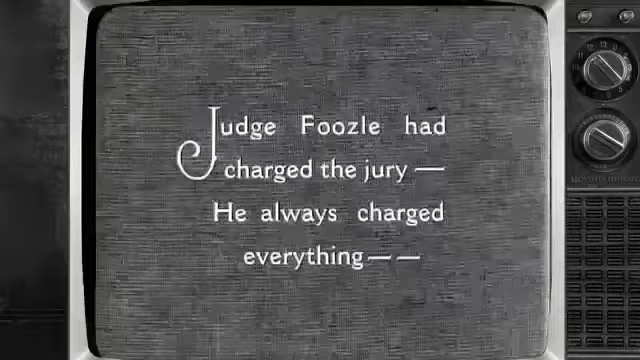 Judge Foozle had
charged the jury —
He always charged
everything — —